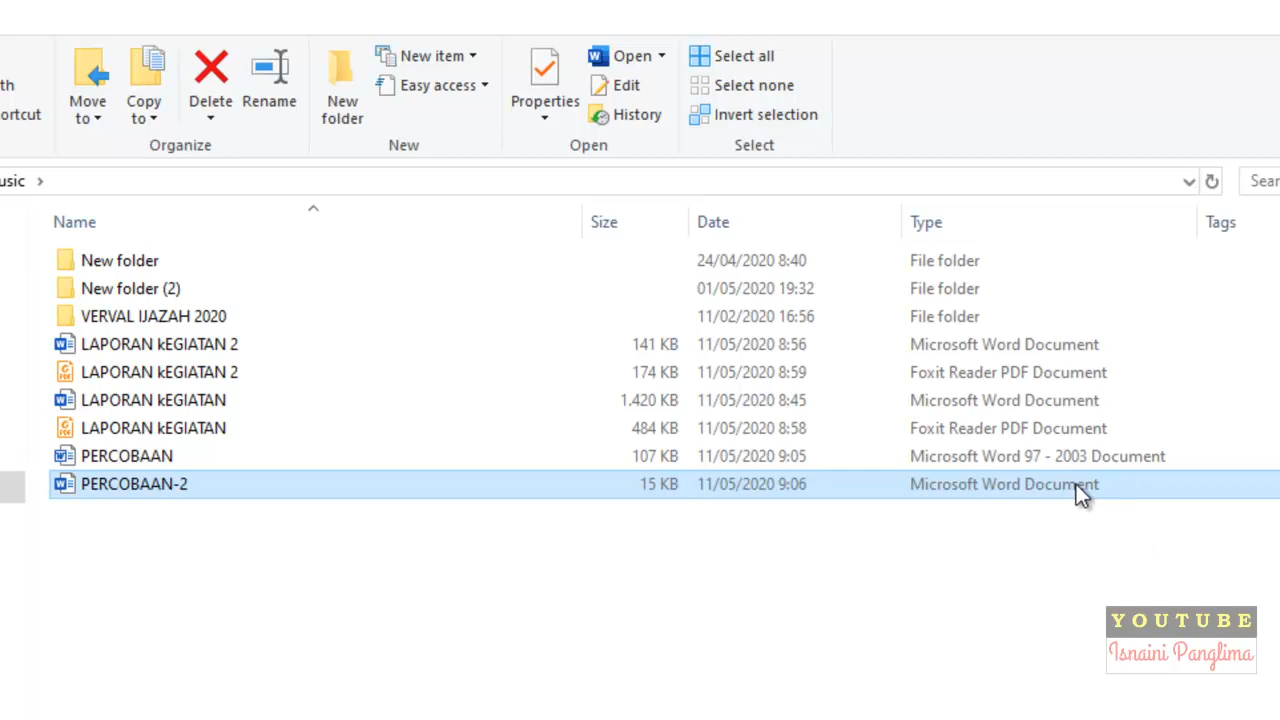 th
ortcut
Move to
Copy to
Delete
Rename
Organize
New folder
New item
Easy access
New
Properties
Open
Edit
History
Open
Select all
Select none
Invert selection
Select
usic
Sear
Name Size Date Type Tags
New folder 24/04/2020 8:40 File folder
New folder (2) 01/05/2020 19:32 File folder
VERVAL IJAZAH 2020 11/02/2020 16:56 File folder
LAPORAN kEGIATAN 2 141 KB 11/05/2020 8:56 Microsoft Word Document
LAPORAN kEGIATAN 2 174 KB 11/05/2020 8:59 Foxit Reader PDF Document
LAPORAN kEGIATAN 1.420 KB 11/05/2020 8:45 Microsoft Word Document
LAPORAN kEGIATAN 484 KB 11/05/2020 8:58 Foxit Reader PDF Document
PERCOBAAN 107 KB 11/05/2020 9:05 Microsoft Word 97 - 2003 Document
PERCOBAAN-2 15 KB 11/05/2020 9:06 Microsoft Word Document
YOUTUBE
Isnaini Panglima